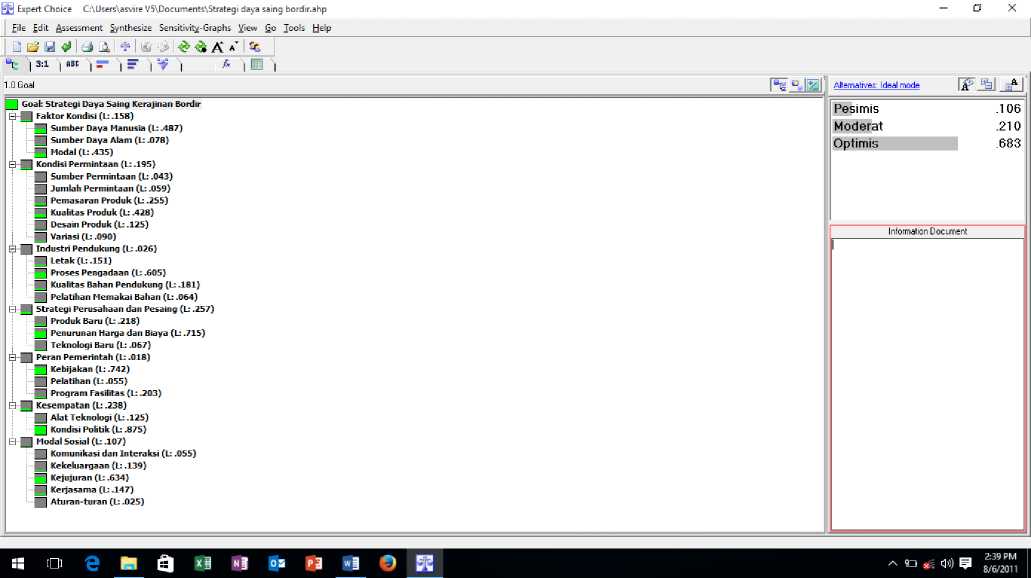 Expert Choice C:\Users\asvire V5\Documents\Strategi daya saing bordir.ahp
File Edit Assessment Synthesize Sensitivity-Graphs View Go Tools Help
3:1 ABC
1.0 Goal
Goal: Strategi Daya Saing Kerajinan Bordir
Faktor Kondisi (L: .158)
Sumber Daya Manusia (L: .487)
Sumber Daya Alam (L: .078)
Modal (L: .435)
Kondisi Permintaan (L: .195)
Sumber Permintaan (L: .043)
Jumlah Permintaan (L: .059)
Pemasaran Produk (L: .255)
Kualitas Produk (L: .428)
Desain Produk (L: .125)
Variasi (L: .090)
Industri Pendukung (L: .026)
Letak (L: .151)
Proses Pengadaan (L: .605)
Kualitas Bahan Pendukung (L: .181)
Pelatihan Memakai Bahan (L: .064)
Strategi Perusahaan dan Pesaing (L: .257)
Produk Baru (L: .218)
Penurunan Harga dan Biaya (L: .715)
Teknologi Baru (L: .067)
Peran Pemerintah (L: .018)
Kebijakan (L: .742)
Pelatihan (L: .055)
Program Fasilitas (L: .203)
Kesempatan (L: .238)
Alat Teknologi (L: .125)
Kondisi Politik (L: .875)
Modal Sosial (L: .107)
Komunikasi dan Interaksi (L: .055)
Kekeluargaan (L: .139)
Kejujuran (L: .634)
Kerjasama (L: .147)
Aturan-turan (L: .025)
Alternatives: Ideal mode
Pesimis .106
Moderat .210
Optimis .683
Information Document
2:39 PM
8/6/2011